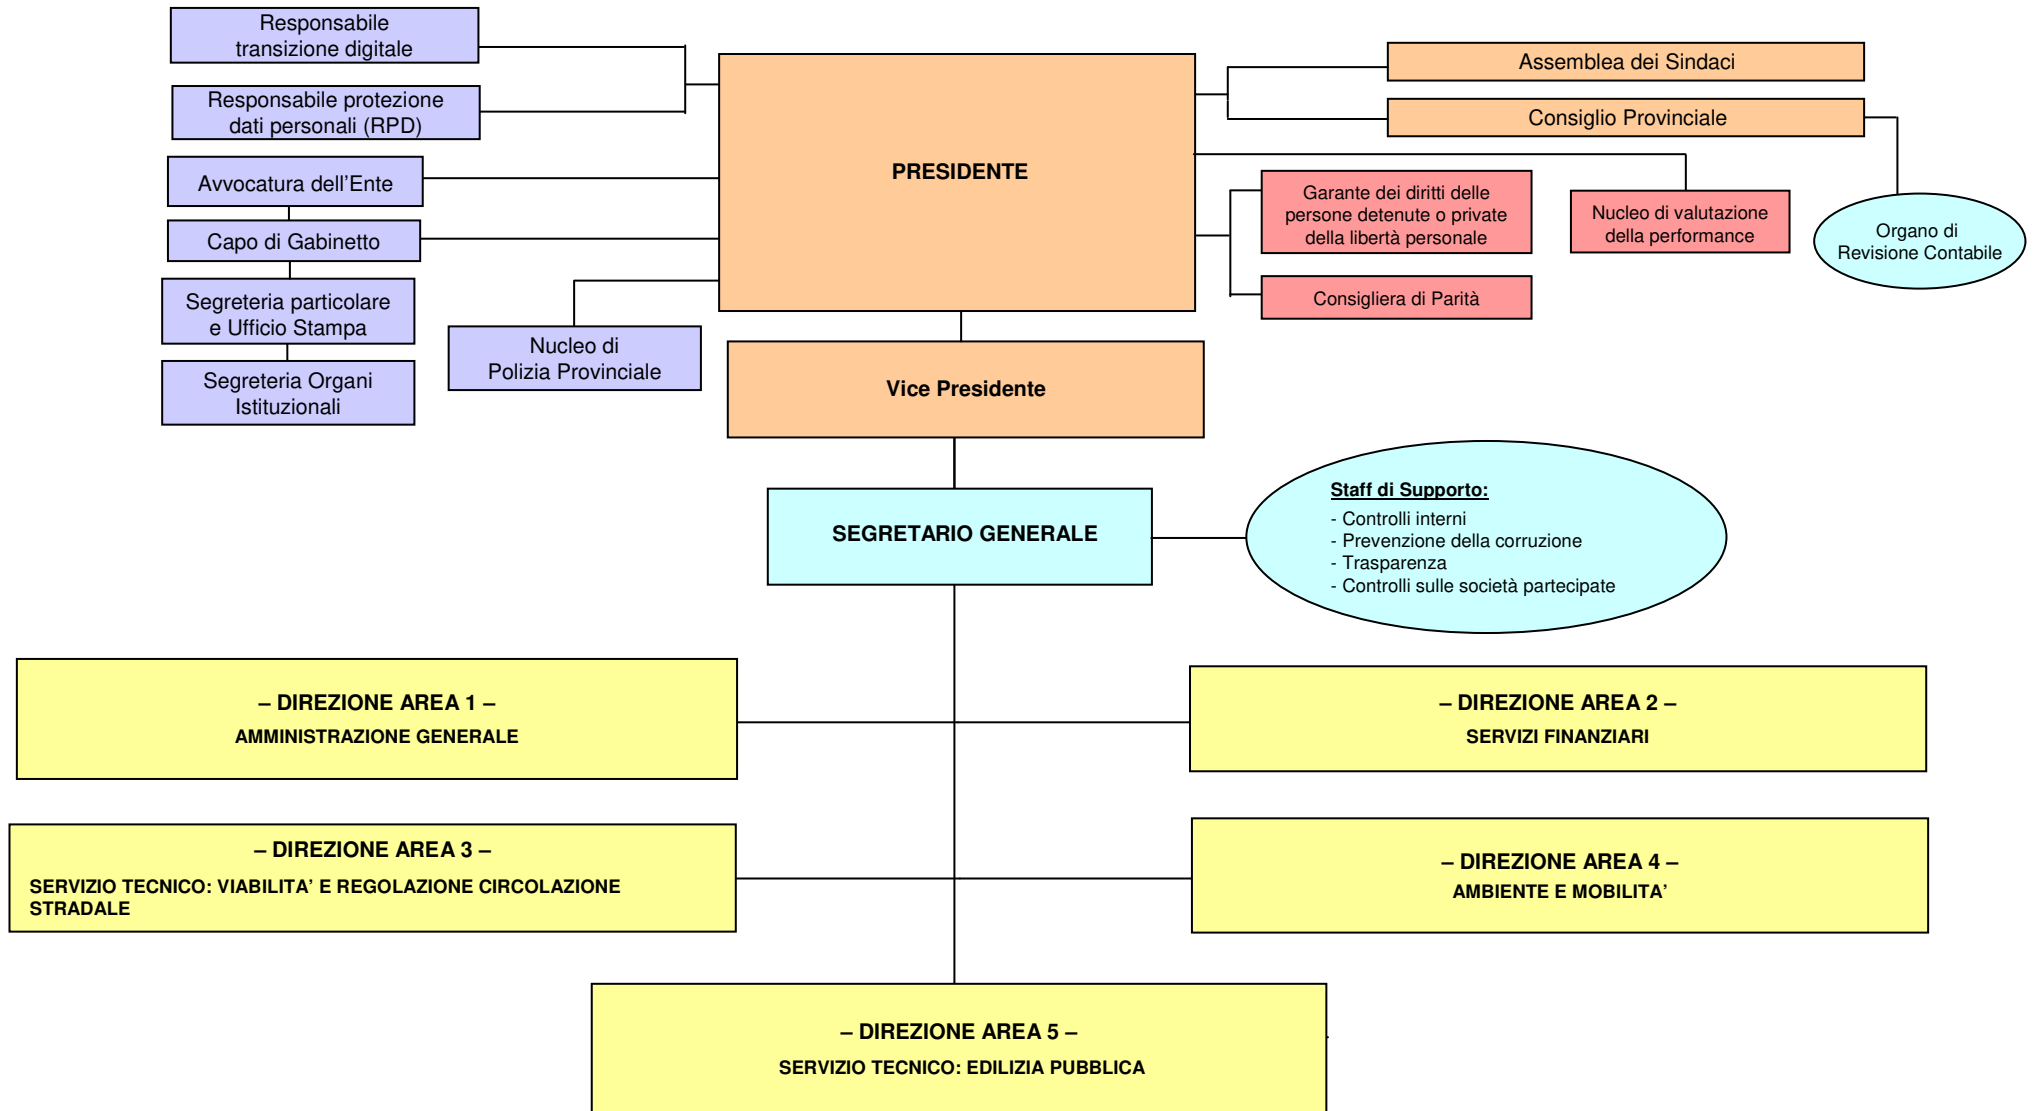 Responsabile
transizione digitale
Responsabile protezione
dati personali (RPD)
Avvocatura dell’Ente
Capo di Gabinetto
Segreteria particolare
e Ufficio Stampa
Segreteria Organi
Istituzionali
Nucleo di
Polizia Provinciale
PRESIDENTE
Assemblea dei Sindaci
Consiglio Provinciale
Garante dei diritti delle
persone detenute o private
della libertà personale
Nucleo di valutazione
della performance
Organo di
Revisione Contabile
Consigliera di Parità
Vice Presidente
SEGRETARIO GENERALE
Staff di Supporto:
- Controlli interni
- Prevenzione della corruzione
- Trasparenza
- Controlli sulle società partecipate
– DIREZIONE AREA 1 –
AMMINISTRAZIONE GENERALE
– DIREZIONE AREA 2 –
SERVIZI FINANZIARI
– DIREZIONE AREA 3 –
SERVIZIO TECNICO: VIABILITA’ E REGOLAZIONE CIRCOLAZIONE
STRADALE
– DIREZIONE AREA 4 –
AMBIENTE E MOBILITA’
– DIREZIONE AREA 5 –
SERVIZIO TECNICO: EDILIZIA PUBBLICA